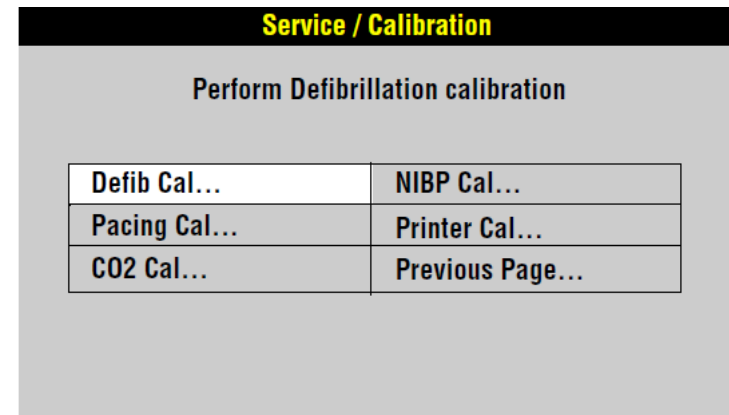 Service / Calibration
Perform Defibrillation calibration
Defib Cal...
NIBP Cal...
Pacing Cal...
Printer Cal...
CO2 Cal...
Previous Page...